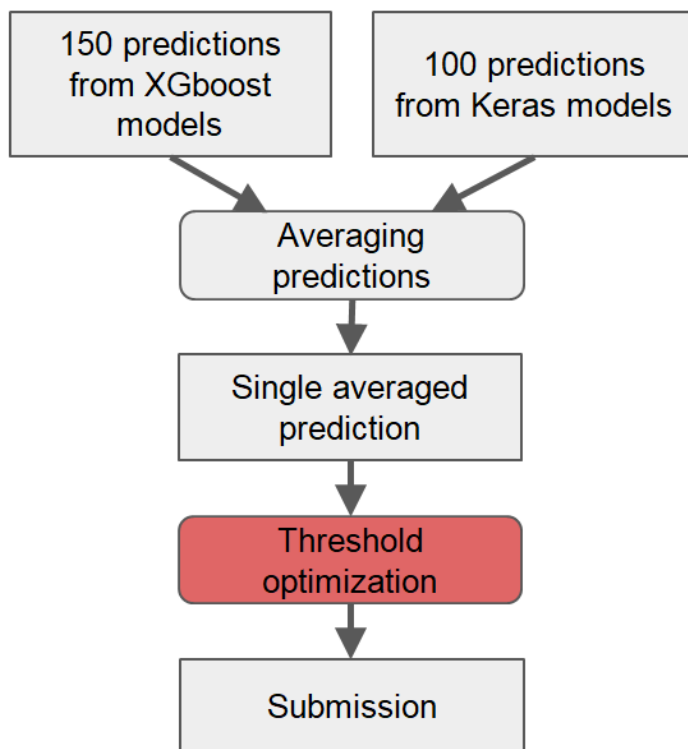 150 predictions
from XGboost
models
100 predictions
from Keras models
Averaging
predictions
Single averaged
prediction
Threshold
optimization
Submission